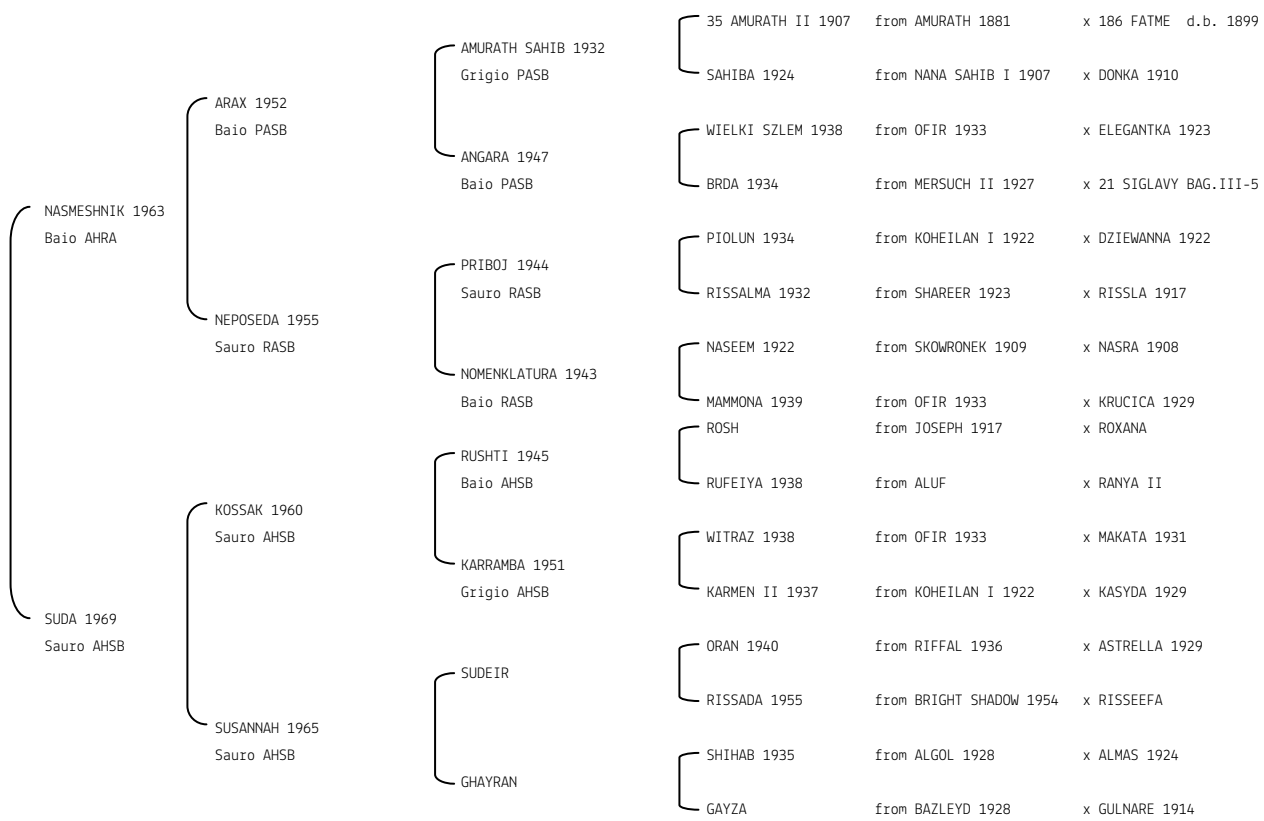 35 AMURATH II 1907 from AMURATH 1881 x 186 FATME d.b. 1899
AMURATH SAHIB 1932
Grigio PASB
SAHIBA 1924 from NANA SAHIB I 1907 x DONKA 1910
ARAX 1952
Baio PASB
WIELKI SZLEM 1938 from OFIR 1933 x ELEGANTKA 1923
ANGARA 1947
Baio PASB
BRDA 1934 from MERSUCH II 1927 x 21 SIGLAVY BAG.III-5
NASMESHNIK 1963
Baio AHRA
PIOLUN 1934 from KOHEILAN I 1922 x DZIEWANNA 1922
PRIBOJ 1944
Sauro RASB
RISSALMA 1932 from SHAREER 1923 x RISSLA 1917
NEPOSEDA 1955
Sauro RASB
NASEEM 1922 from SKOWRONEK 1909 x NASRA 1908
NOMENKLATURA 1943
Baio RASB
MAMMONA 1939 from OFIR 1933 x KRUCICA 1929
ROSH from JOSEPH 1917 x ROXANA
RUSHTI 1945
Baio AHSB
RUFEIYA 1938 from ALUF x RANYA II
KOSSAK 1960
Sauro AHSB
WITRAZ 1938 from OFIR 1933 x MAKATA 1931
KARRAMBA 1951
Grigio AHSB
KARMEN II 1937 from KOHEILAN I 1922 x KASYDA 1929
SUDA 1969
Sauro AHSB
ORAN 1940 from RIFFAL 1936 x ASTRELLA 1929
SUDEIR
RISSADA 1955 from BRIGHT SHADOW 1954 x RISSEEFA
SUSANNAH 1965
Sauro AHSB
SHIHAB 1935 from ALGOL 1928 x ALMAS 1924
GHAYRAN
GAYZA from BAZLEYD 1928 x GULNARE 1914